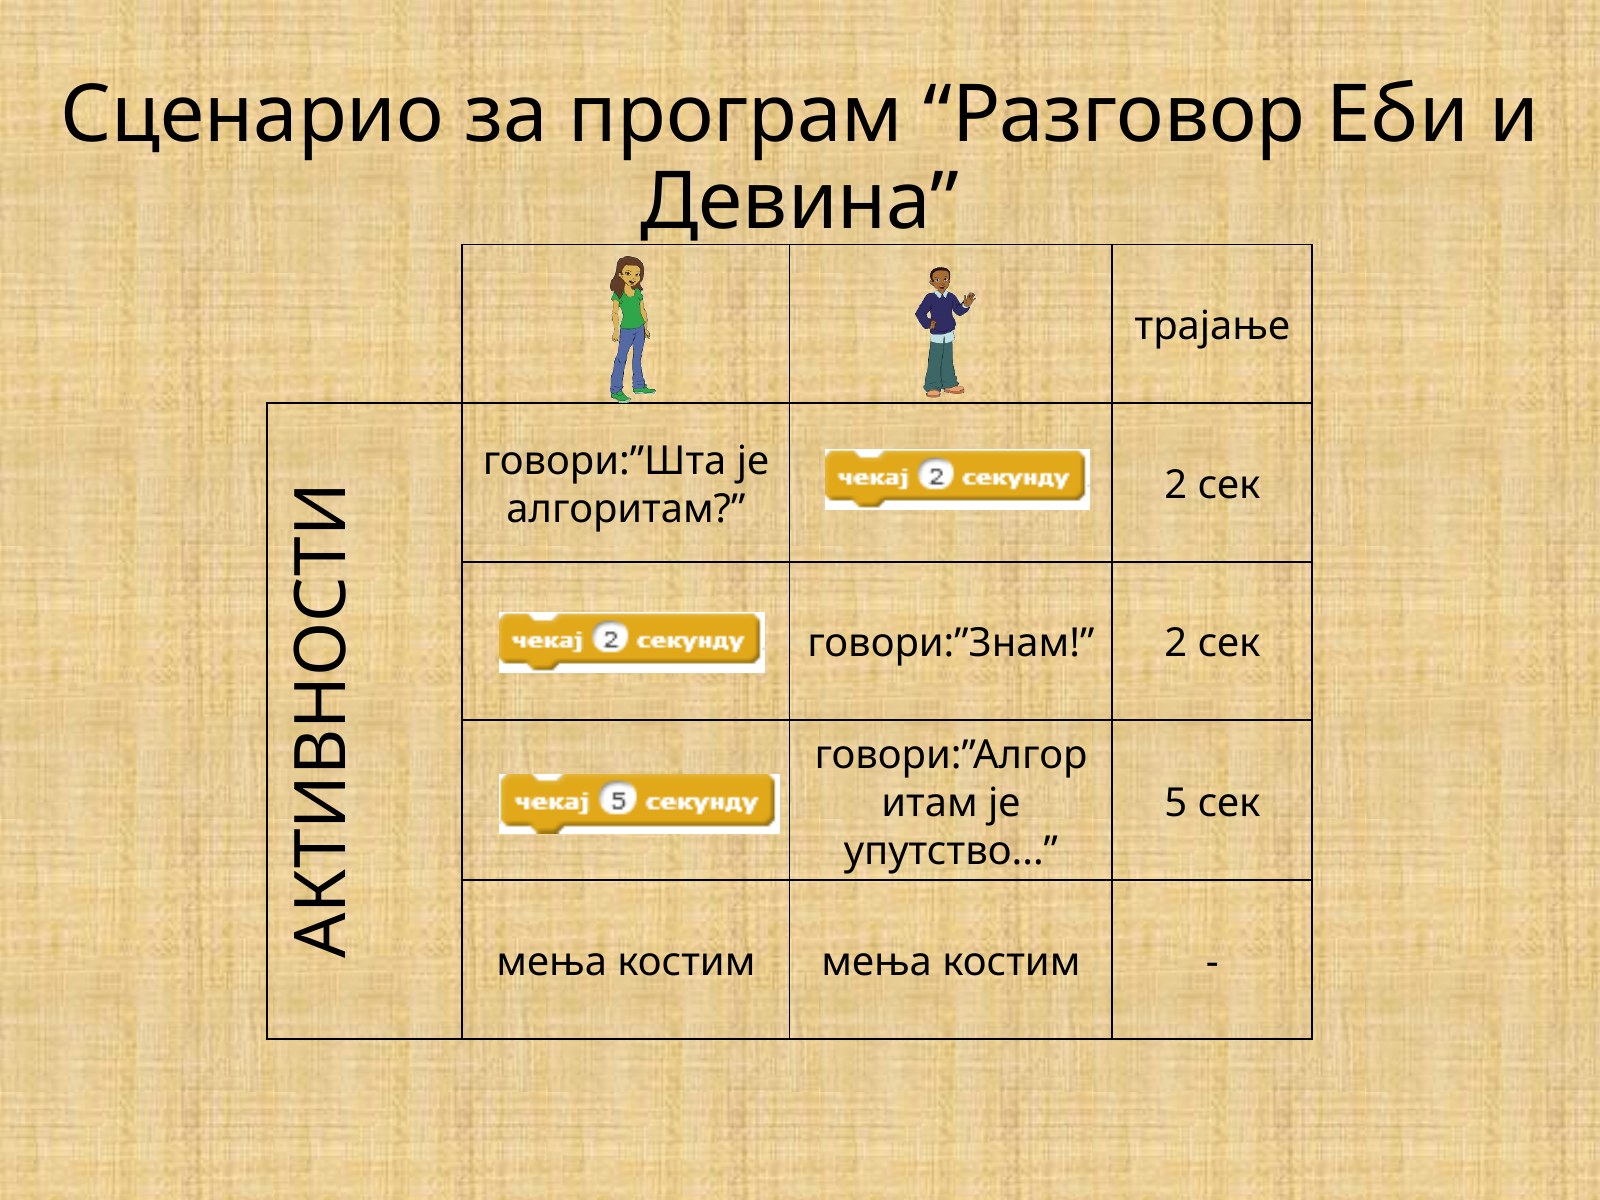 Сценарио за програм “Разговор Еби и
Девина”
трајање
АКТИВНОСТИ
говори:”Шта је
алгоритам?”
чекај 2 секунду
2 сек
чекај 2 секунду
говори:”Знам!”
2 сек
чекај 5 секунду
говори:”Алгор
итам је
упутство...”
5 сек
мења костим
мења костим
-